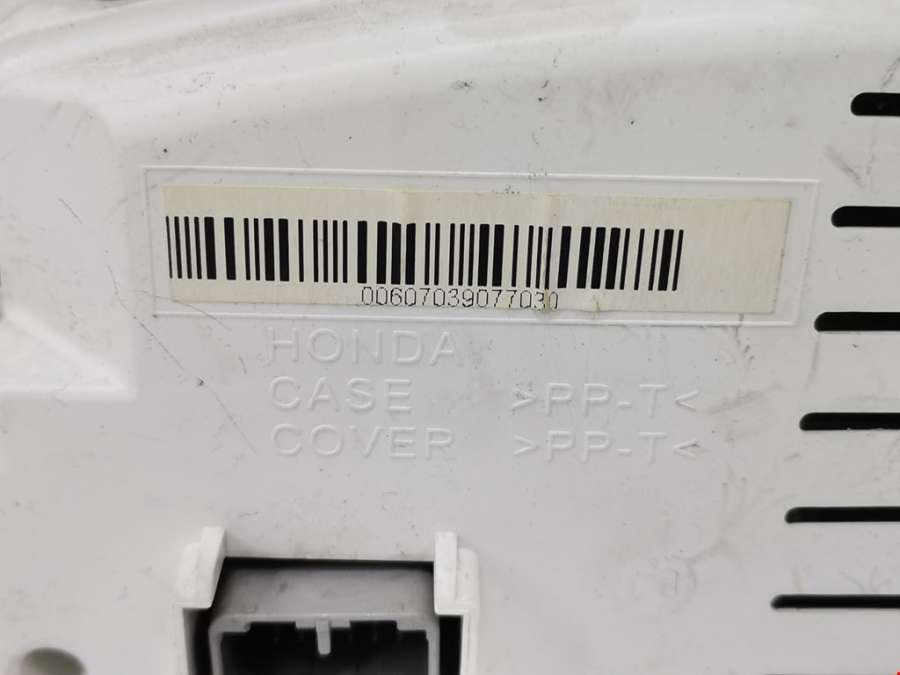 00607039077030
HONDA
CASE >PP-T<
COVER >PP-T<